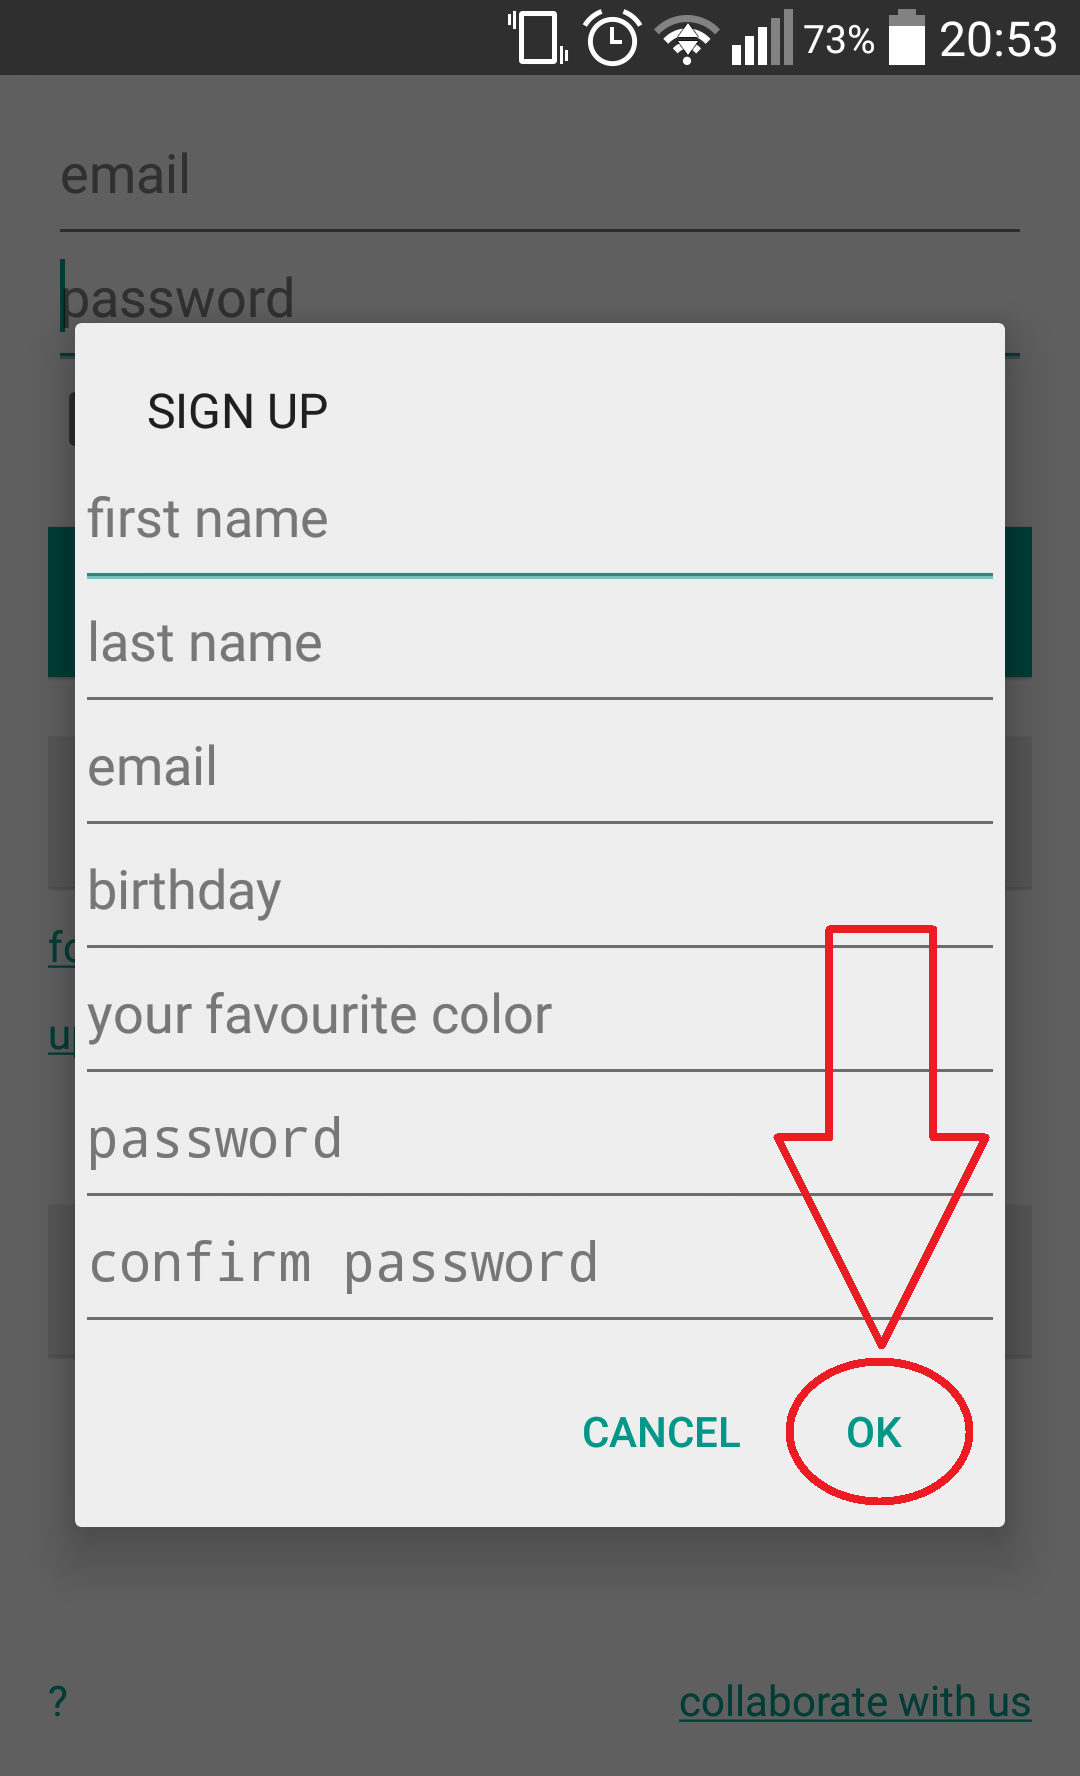 73% 20:53
email
password
SIGN UP
first name
last name
email
birthday
your favourite color
password
confirm password
CANCEL OK
? collaborate with us